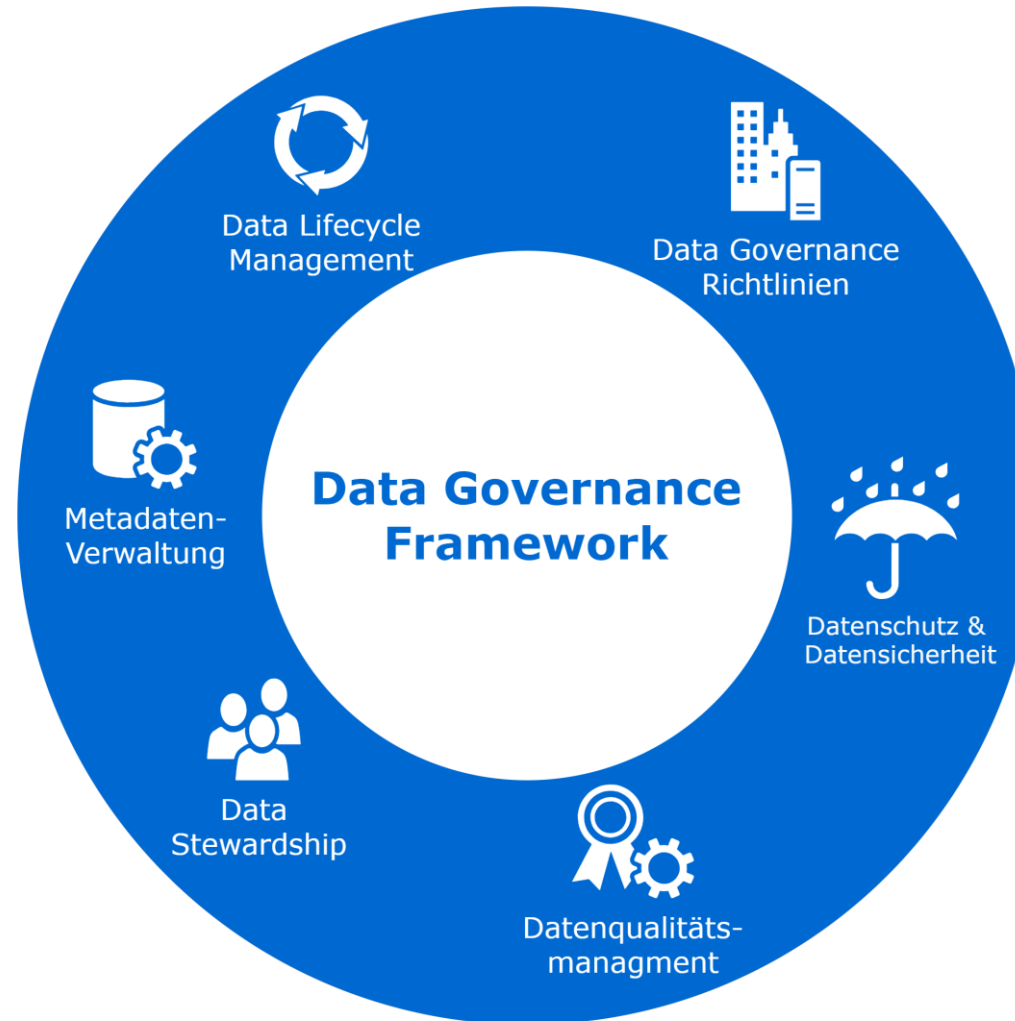 Data Lifecycle
Management
Data Governance
Richtlinien
Metadaten-
Verwaltung
Data Governance
Framework
Datenschutz &
Datensicherheit
Data
Stewardship
Datenqualitäts-
managment